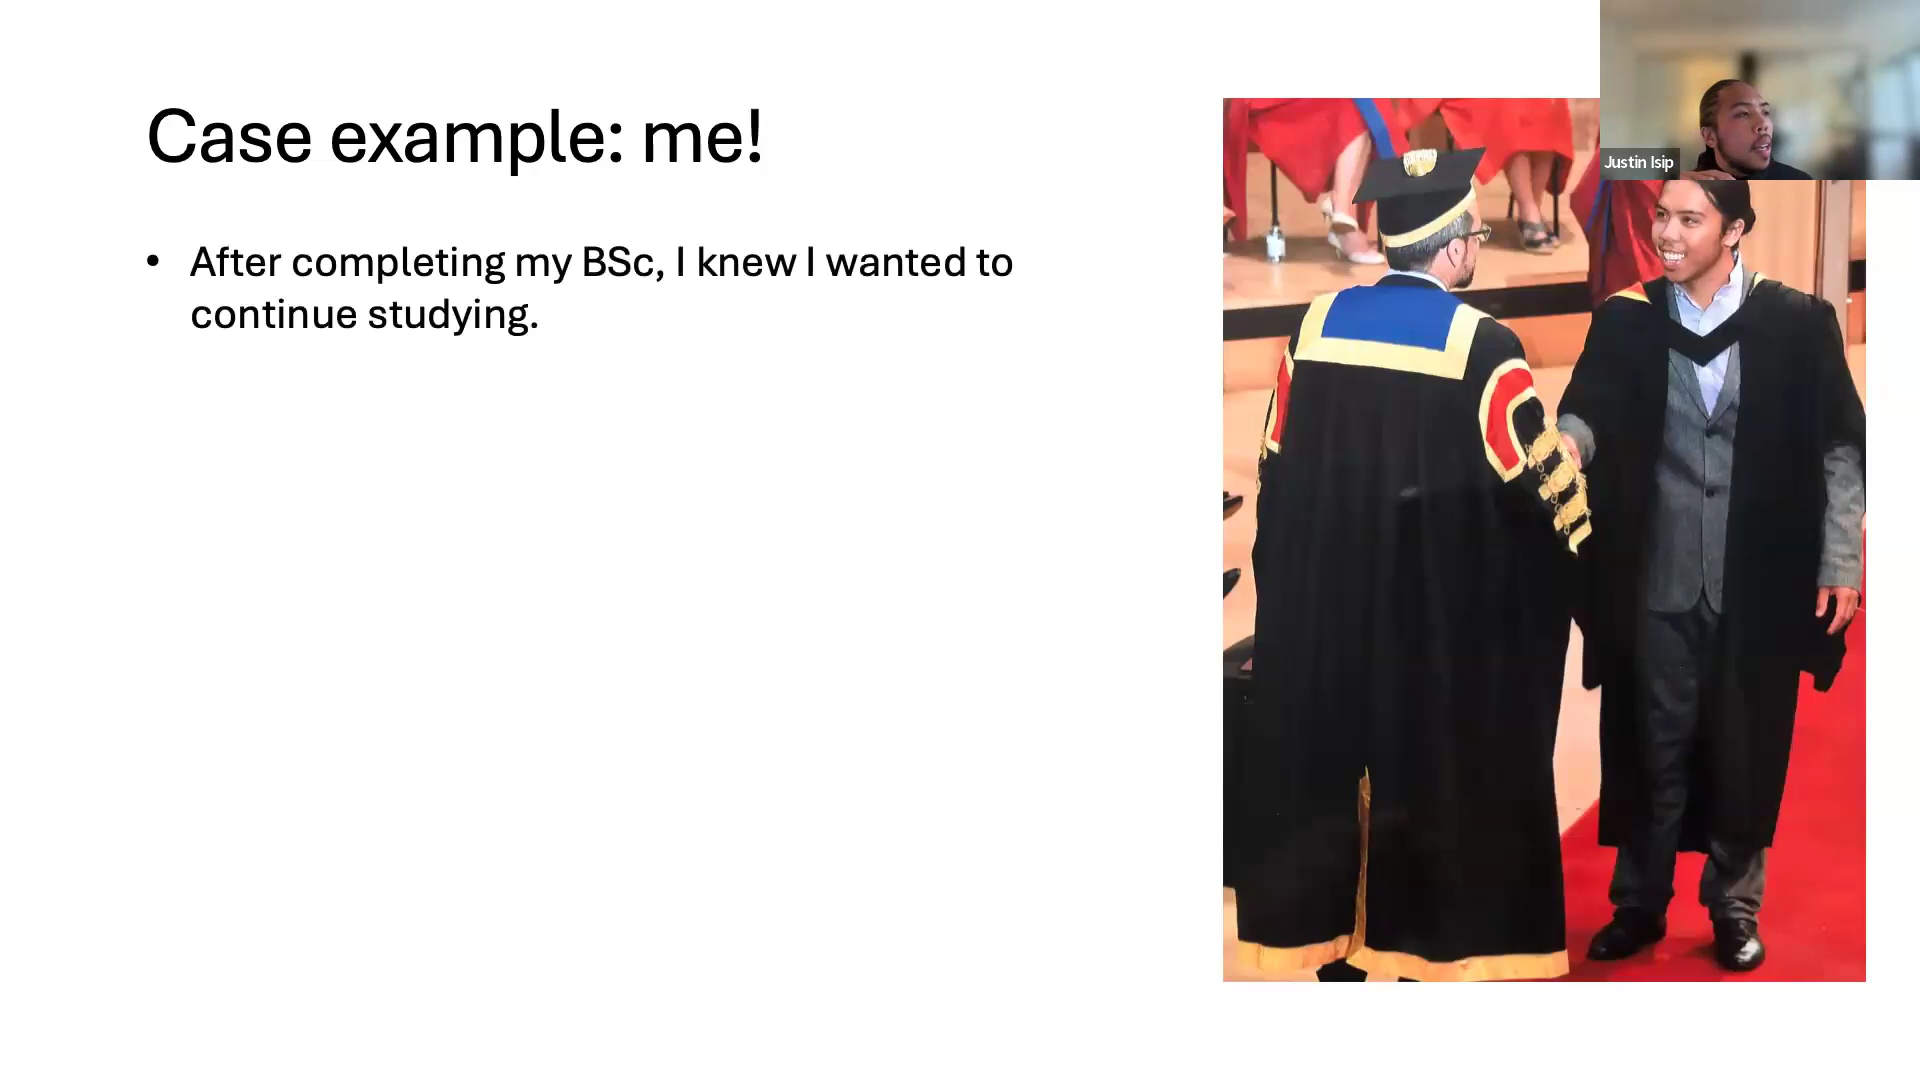 Case example: me!
• After completing my BSc, I knew I wanted to
continue studying.
Justin Isip